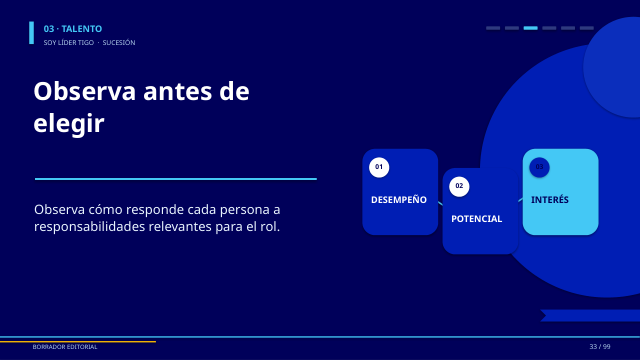 03 · TALENTO
SOY LÍDER TIGO · SUCESIÓN
Observa antes de
elegir
Observa cómo responde cada persona a
responsabilidades relevantes para el rol.
01
DESEMPEÑO
02
POTENCIAL
03
INTERÉS
BORRADOR EDITORIAL
33 / 99